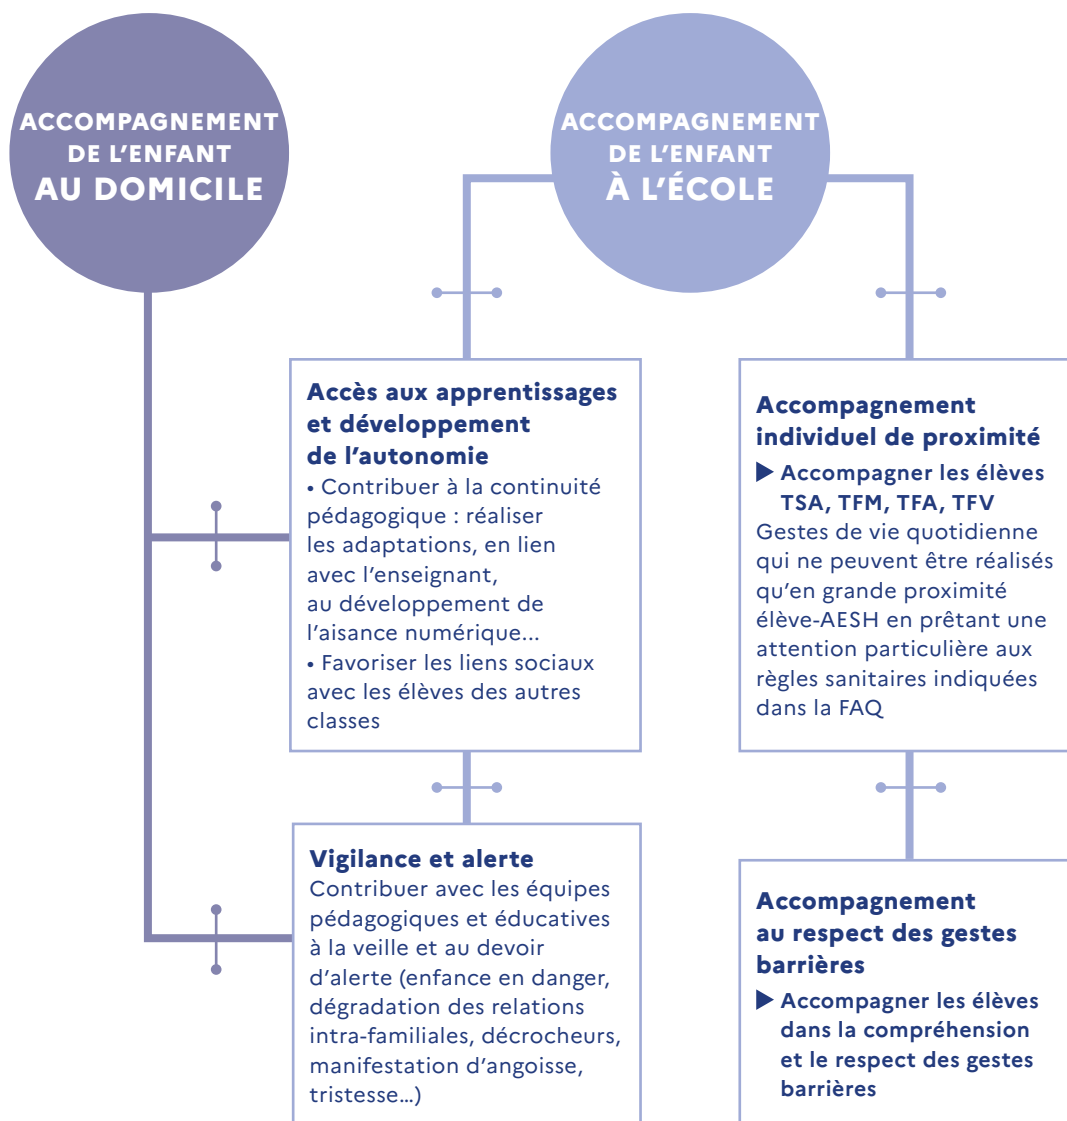 ACCOMPAGNEMENT
DE L’ENFANT
AU DOMICILE
ACCOMPAGNEMENT
DE L’ENFANT
À L’ÉCOLE
Accès aux apprentissages
et développement
de l’autonomie
• Contribuer à la continuité
pédagogique : réaliser
les adaptations, en lien
avec l’enseignant,
au développement de
l’aisance numérique...
• Favoriser les liens sociaux
avec les élèves des autres
classes
Accompagnement
individuel de proximité
▶ Accompagner les élèves
TSA, TFM, TFA, TFV
Gestes de vie quotidienne
qui ne peuvent être réalisés
qu’en grande proximité
élève-AESH en prêtant une
attention particulière aux
règles sanitaires indiquées
dans la FAQ
Vigilance et alerte
Contribuer avec les équipes
pédagogiques et éducatives
à la veille et au devoir
d’alerte (enfance en danger,
dégradation des relations
intra-familiales, décrocheurs,
manifestation d’angoisse,
tristesse…)
Accompagnement
au respect des gestes
barrières
▶ Accompagner les élèves
dans la compréhension
et le respect des gestes
barrières